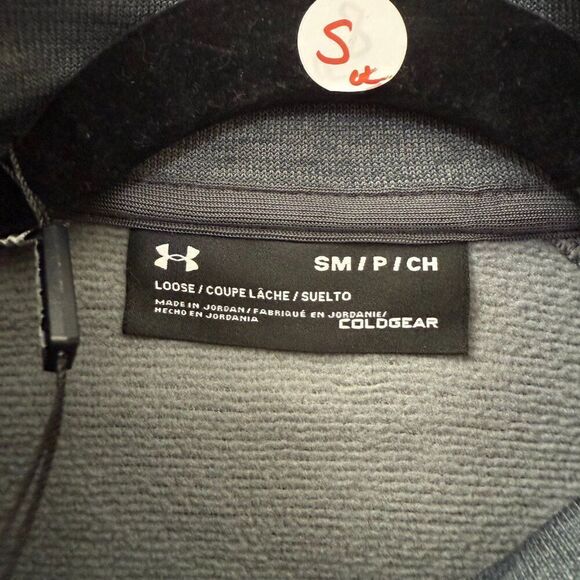 S
SM / P / CH
LOOSE / COUPE LÂCHE / SUELTO
MADE IN JORDAN / FABRIQUÉ EN JORDANIE/
HECHO EN JORDANIA
COLDGEAR